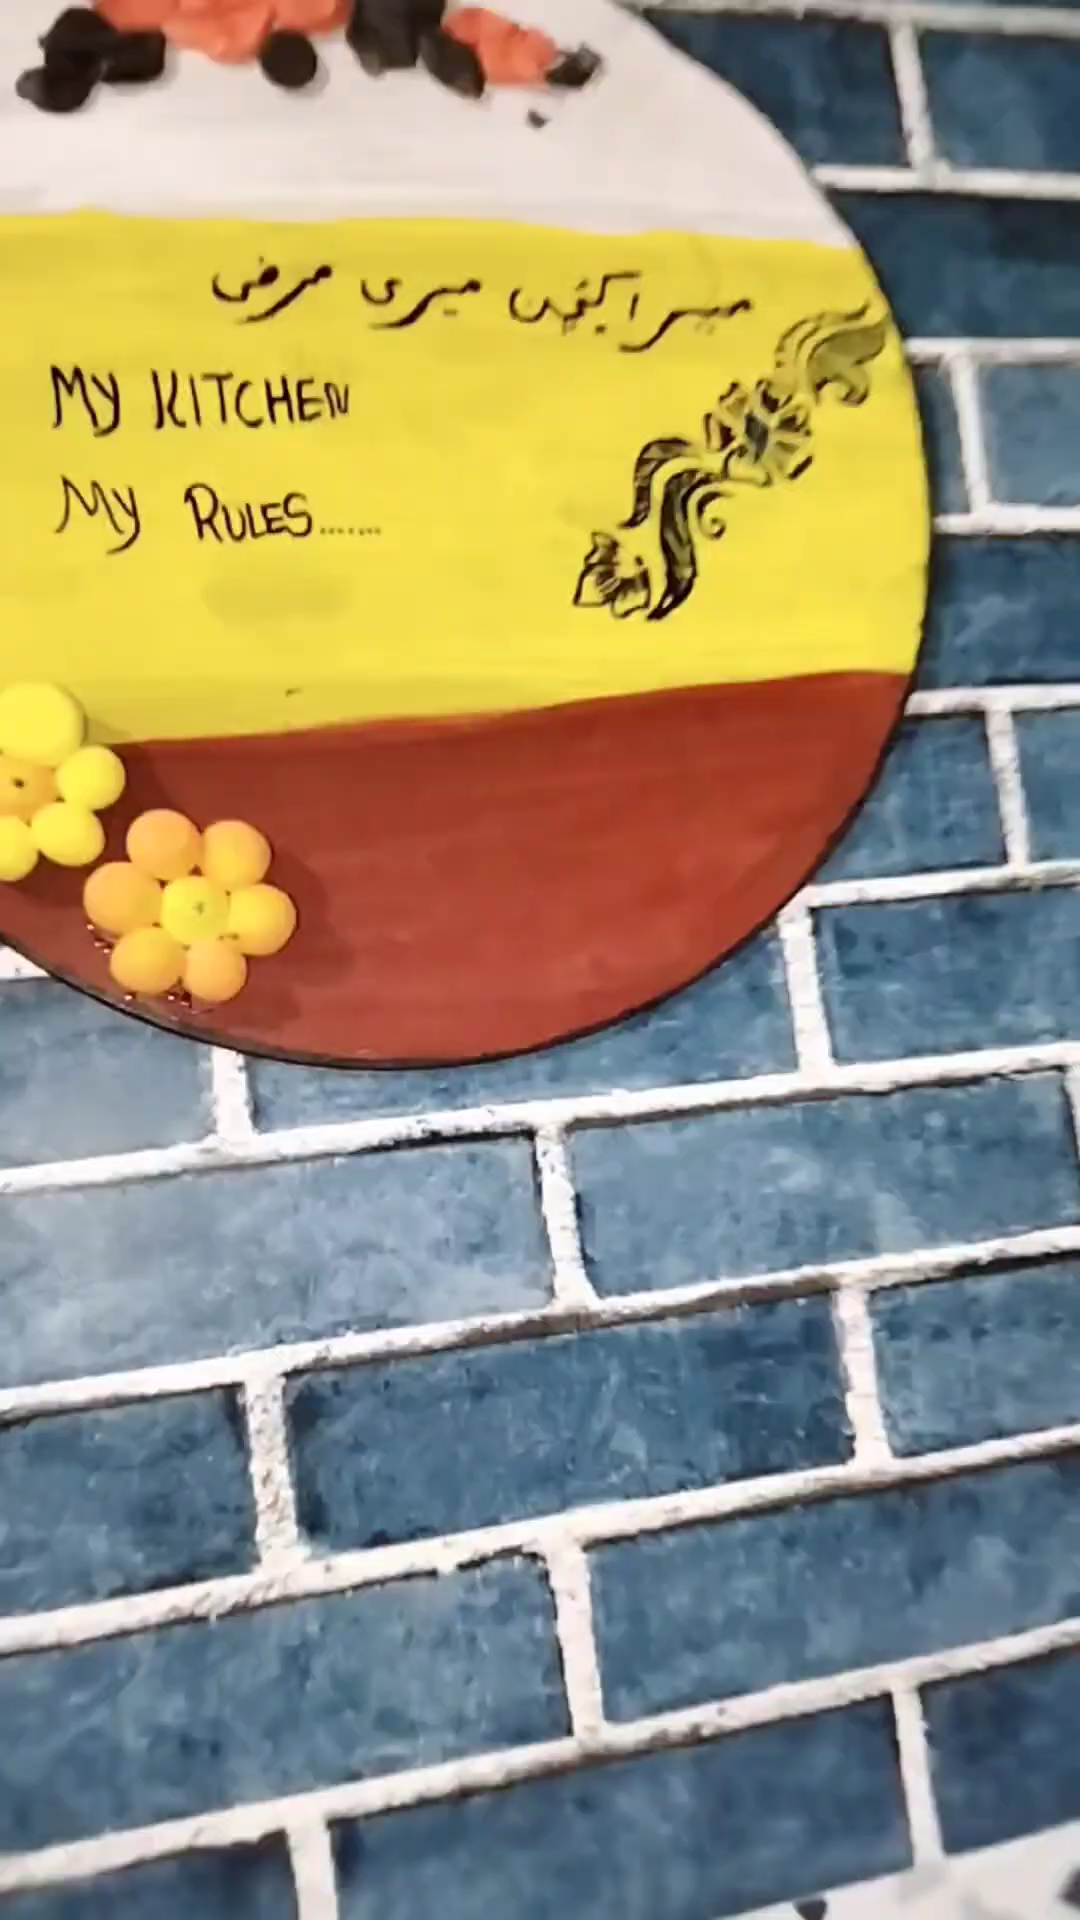 میرا کچن میری مرضی
MY KITCHEN
My RULES.......